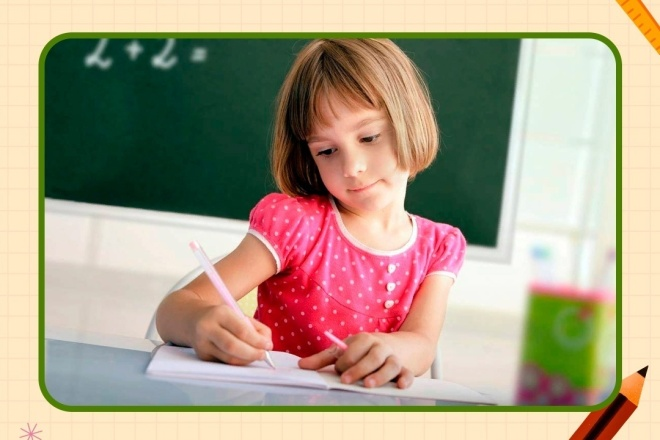 2 + 2 =